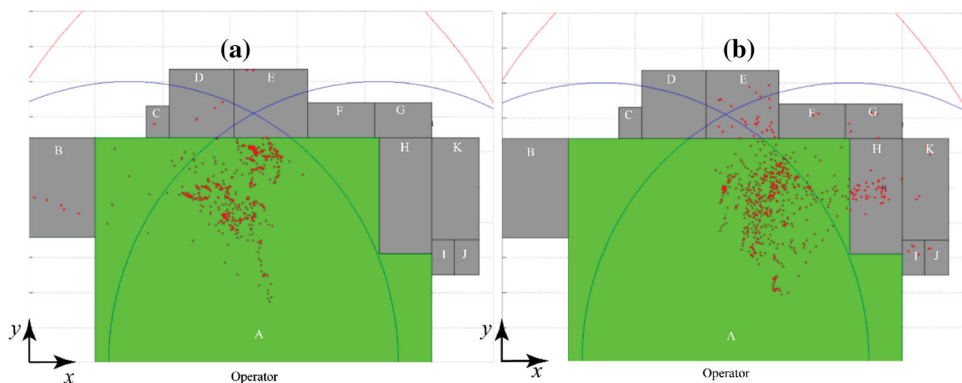 (a)
D E
C F G
B H K
I J
A
y
x
Operator
(b)
D E
C F G
B H K
I J
A
y
x
Operator